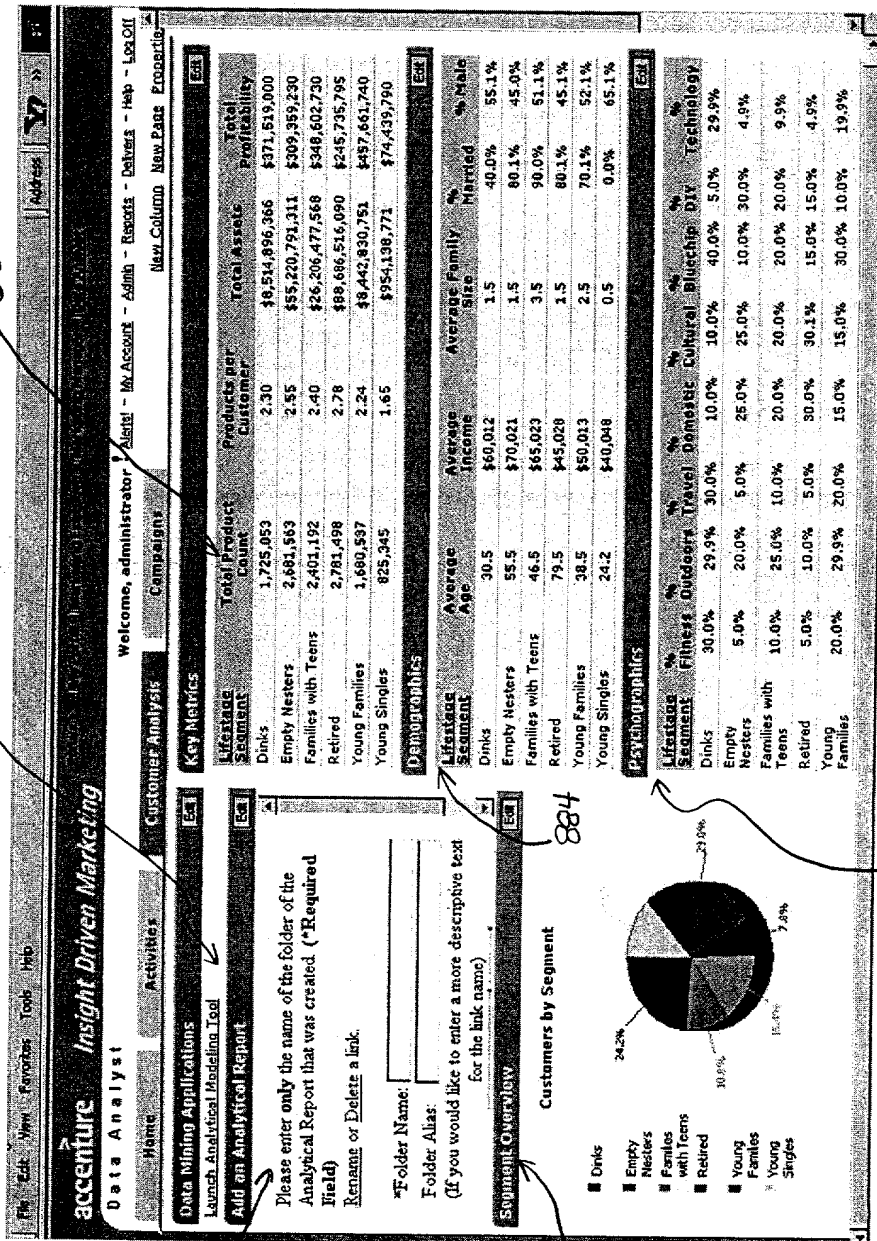 File Edit View Favorites Tools Help
Address
accenture Insight Driven Marketing
Data Analyst
Welcome, administrator
Alerts! - My Account - Admin - Reports - Delivers - Help - Log Off
Home Activities Customer Analysis Campaigns
New Column New Page Propertie
Data Mining Applications Edit
Launch Analytical Modeling Tool
Add an Analytical Report
Please enter only the name of the folder of the
Analytical Report that was created. (*Required
Field)
Rename or Delete a link.
*Folder Name:
Folder Alias:
(If you would like to enter a more descriptive text
for the link name)
Segment Overview Edit
Customers by Segment
Dinks
Empty
Nesters
Families
with Teens
Retired
Young
Families
Young
Singles
24.2%
29.0%
7.8%
10.8%
Key Metrics Edit
Lifestage Segment Total Product Count Products per Customer Total Assets Total Profitability
Dinks 1,725,053 2.30 $8,514,896,366 $371,519,000
Empty Nesters 2,681,563 2.55 $55,220,791,311 $309,359,230
Families with Teens 2,401,192 2.40 $26,206,477,568 $348,602,730
Retired 2,781,498 2.78 $88,686,516,090 $245,735,795
Young Families 1,680,537 2.24 $8,442,830,751 $457,661,740
Young Singles 825,345 1.65 $954,138,771 $74,439,790
Demographics Edit
Lifestage Segment Average Age Average Income Average Family Size % Married % Male
Dinks 30.5 $60,012 1.5 40.0% 55.1%
Empty Nesters 55.5 $70,021 1.5 80.1% 45.0%
Families with Teens 46.5 $65,023 3.5 90.0% 51.1%
Retired 79.5 $45,028 1.5 80.1% 45.1%
Young Families 38.5 $50,013 2.5 70.1% 52.1%
Young Singles 24.2 $40,048 0.5 0.0% 65.1%
884
Psychographics Edit
Lifestage Segment % Fitness % Outdoors % Travel % Domestic % Cultural % Bluechip % DIY % Technology
Dinks 30.0% 29.9% 30.0% 10.0% 10.0% 40.0% 5.0% 29.9%
Empty Nesters 5.0% 20.0% 5.0% 25.0% 25.0% 10.0% 30.0% 4.9%
Families with Teens 10.0% 25.0% 10.0% 20.0% 20.0% 20.0% 20.0% 9.9%
Retired 5.0% 10.0% 5.0% 30.0% 30.1% 15.0% 15.0% 4.9%
Young Families 20.0% 29.9% 20.0% 15.0% 15.0% 30.0% 10.0% 19.9%